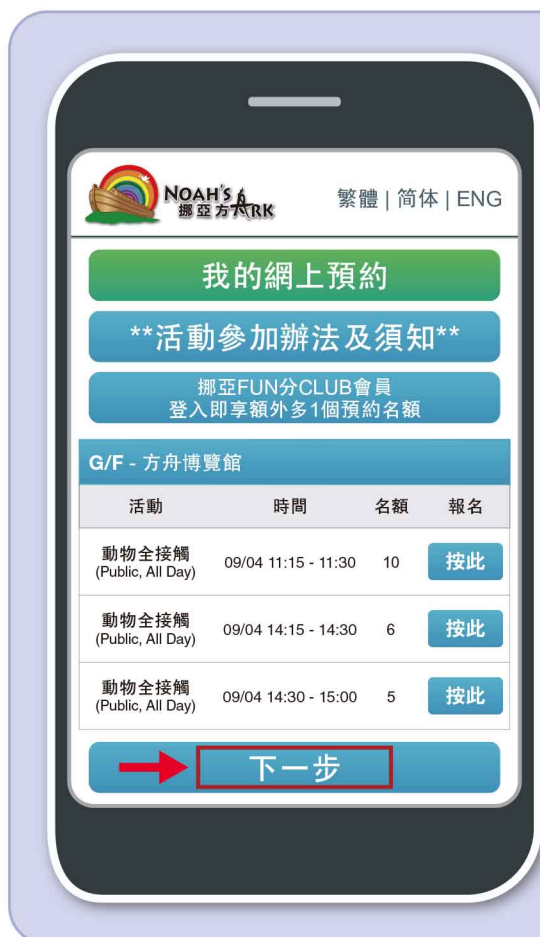 NOAH'S ARK
挪亞方
繁體 | 简体 | ENG
我的網上預約
**活動參加辦法及須知**
挪亞FUN分CLUB會員
登入即享額外多1個預約名額
G/F - 方舟博覽館
活動 時間 名額 報名
動物全接觸
(Public, All Day) 09/04 11:15 - 11:30 10 按此
動物全接觸
(Public, All Day) 09/04 14:15 - 14:30 6 按此
動物全接觸
(Public, All Day) 09/04 14:30 - 15:00 5 按此
下一步